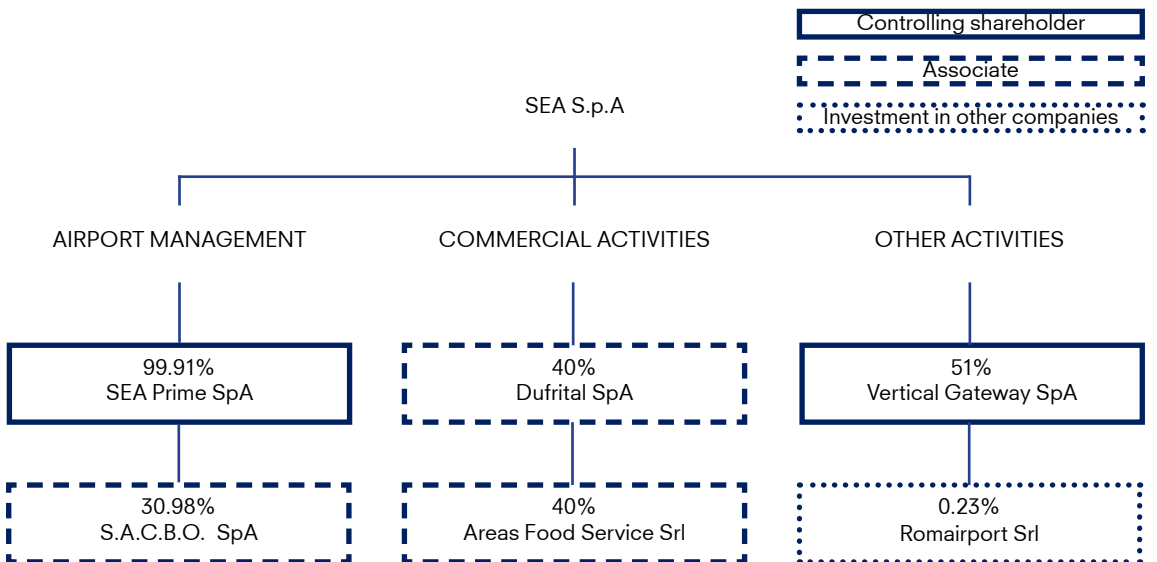 Controlling shareholder
Associate
Investment in other companies
SEA S.p.A
AIRPORT MANAGEMENT
COMMERCIAL ACTIVITIES
OTHER ACTIVITIES
99.91%
SEA Prime SpA
40%
Dufrital SpA
51%
Vertical Gateway SpA
30.98%
S.A.C.B.O. SpA
40%
Areas Food Service Srl
0.23%
Romairport Srl